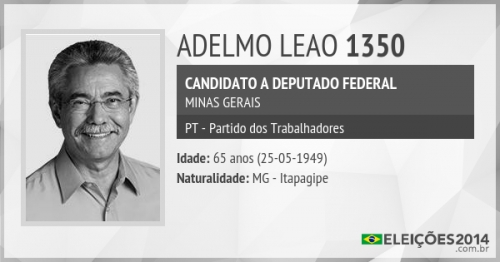 ADELMO LEAO 1350
CANDIDATO A DEPUTADO FEDERAL
MINAS GERAIS
PT - Partido dos Trabalhadores
Idade: 65 anos (25-05-1949)
Naturalidade: MG - Itapagipe
ELEIÇÕES2014
.com.br